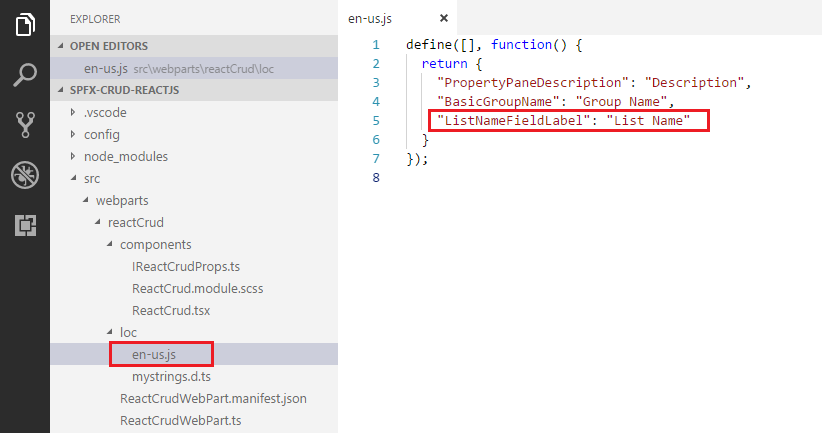 EXPLORER
OPEN EDITORS
en-us.js src\webparts\reactCrud\loc
SPFX-CRUD-REACTJS
.vscode
config
node_modules
src
webparts
reactCrud
components
IReactCrudProps.ts
ReactCrud.module.scss
ReactCrud.tsx
loc
en-us.js
mystrings.d.ts
ReactCrudWebPart.manifest.json
ReactCrudWebPart.ts
en-us.js
1 define([], function() {
2 return {
3 "PropertyPaneDescription": "Description",
4 "BasicGroupName": "Group Name",
5 "ListNameFieldLabel": "List Name"
6 }
7 });
8